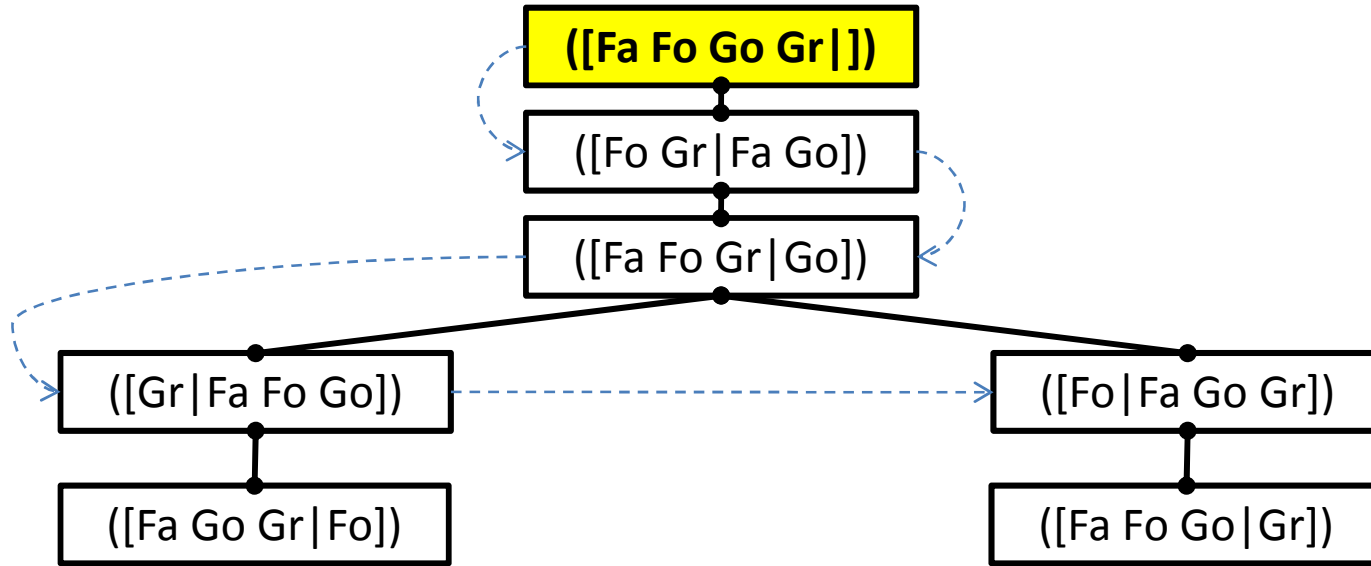 ([Fa Fo Go Gr|])
([Fo Gr|Fa Go])
([Fa Fo Gr|Go])
([Gr|Fa Fo Go])
([Fo|Fa Go Gr])
([Fa Go Gr|Fo])
([Fa Fo Go|Gr])